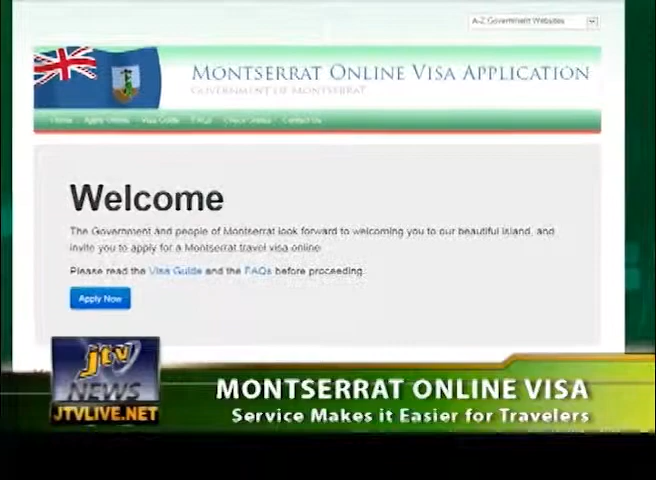 A-Z Government Websites
MONTSERRAT ONLINE VISA APPLICATION
GOVERNMENT OF MONTSERRAT
Home Apply Online Visa Guide FAQs Check Status Contact Us
Welcome
The Government and people of Montserrat look forward to welcoming you to our beautiful island, and
invite you to apply for a Montserrat travel visa online.
Please read the Visa Guide and the FAQs before proceeding.
Apply Now
jtv
NEWS
JTVLIVE.NET
MONTSERRAT ONLINE VISA
Service Makes it Easier for Travelers